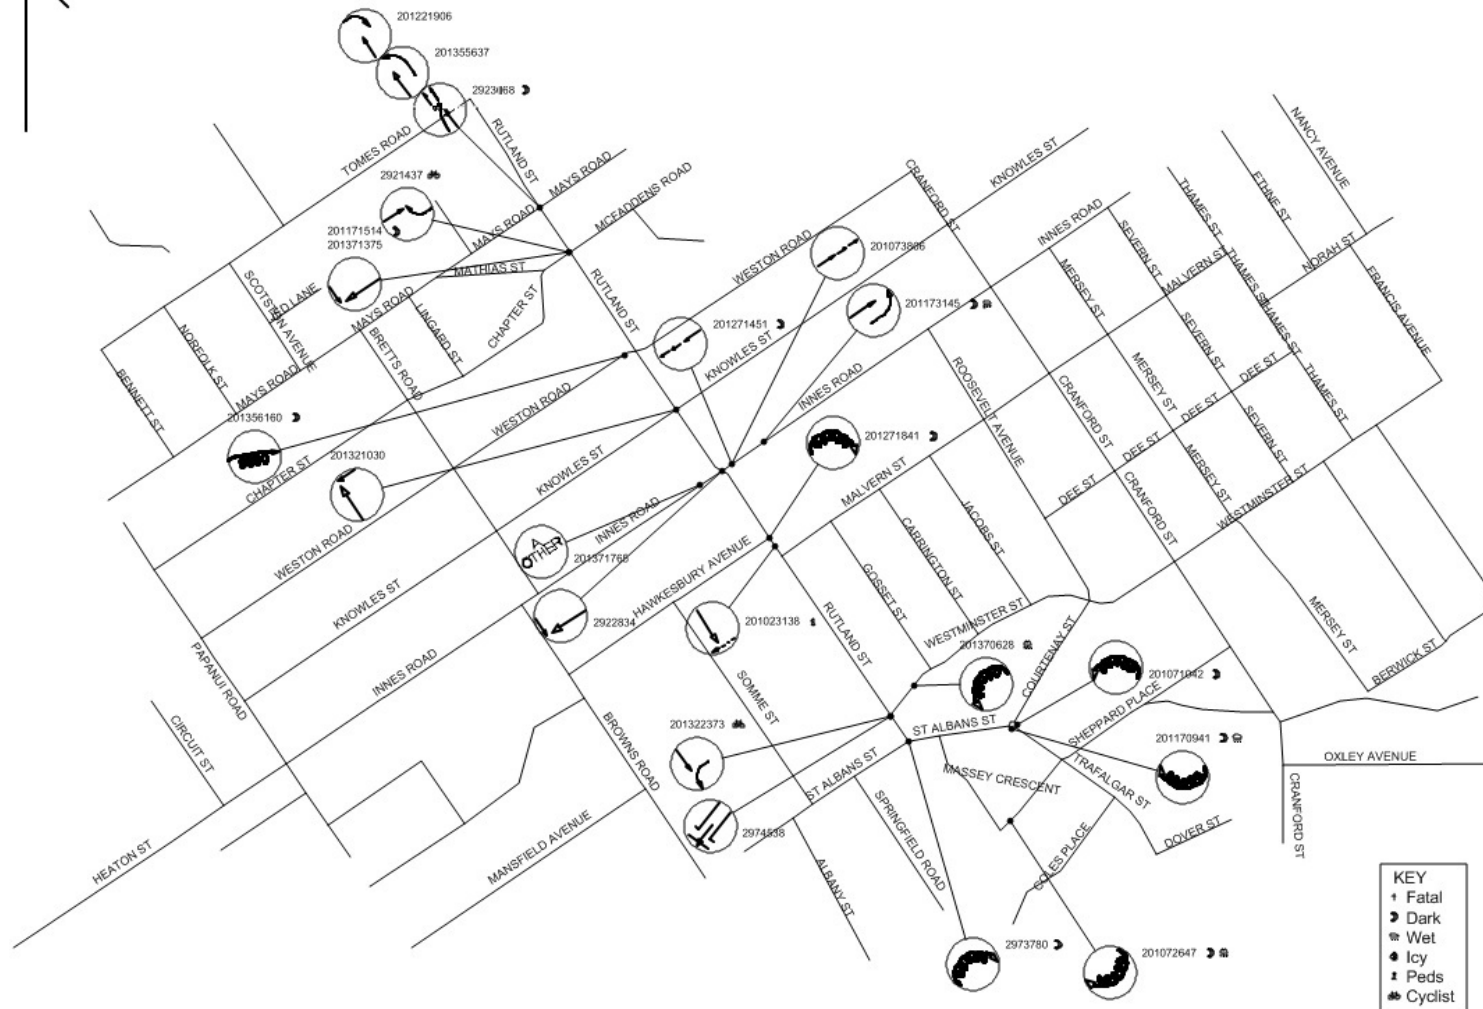 201221906
201355637
2923468
TOMES ROAD
RUTLAND ST
MAYS ROAD
MCFADDENS ROAD
2921437
201171514
201371375
MAYS ROAD
MATHIAS ST
CHAPTER ST
RUTLAND ST
SCOTSTON AVENUE
MAYS ROAD
LINGARD ST
BRETTS ROAD
NORFOLK ST
BENNETT ST
MAYS ROAD
WESTON ROAD
201073806
CRANFORD ST
KNOWLES ST
INNES ROAD
NANCY AVENUE
ETHNE ST
THAMES ST
NORAH ST
THAMES ST
SEVERN ST
MALVERN ST
MERSEY ST
FRANCIS AVENUE
THAMES ST
201173145
201271451
KNOWLES ST
INNES ROAD
ROOSEVELT AVENUE
CRANFORD ST
MERSEY ST
SEVERN ST
DEE ST
THAMES ST
DEE ST
SEVERN ST
DEE ST
MERSEY ST
DEE ST
CRANFORD ST
WESTMINSTER ST
201356160
WESTON ROAD
CHAPTER ST
201321030
KNOWLES ST
WESTON ROAD
201271841
MALVERN ST
JACOBS ST
CARRINGTON ST
GOSSET ST
INNES ROAD
A
OTHER
201371768
HAWKESBURY AVENUE
KNOWLES ST
2922834
201023138
RUTLAND ST
WESTMINSTER ST
201370628
COURTENAY ST
MERSEY ST
BERWICK ST
PAPANUI ROAD
INNES ROAD
SOMME ST
201071042
SHEPPARD PLACE
CIRCUIT ST
BROWNS ROAD
201322373
ST ALBANS ST
201170941
OXLEY AVENUE
ST ALBANS ST
MASSEY CRESCENT
TRAFALGAR ST
CRANFORD ST
2974538
SPRINGFIELD ROAD
DOVER ST
COLES PLACE
HEATON ST
MANSFIELD AVENUE
ALBANY ST
2973780
201072647
KEY
Fatal
Dark
Wet
Icy
Peds
Cyclist